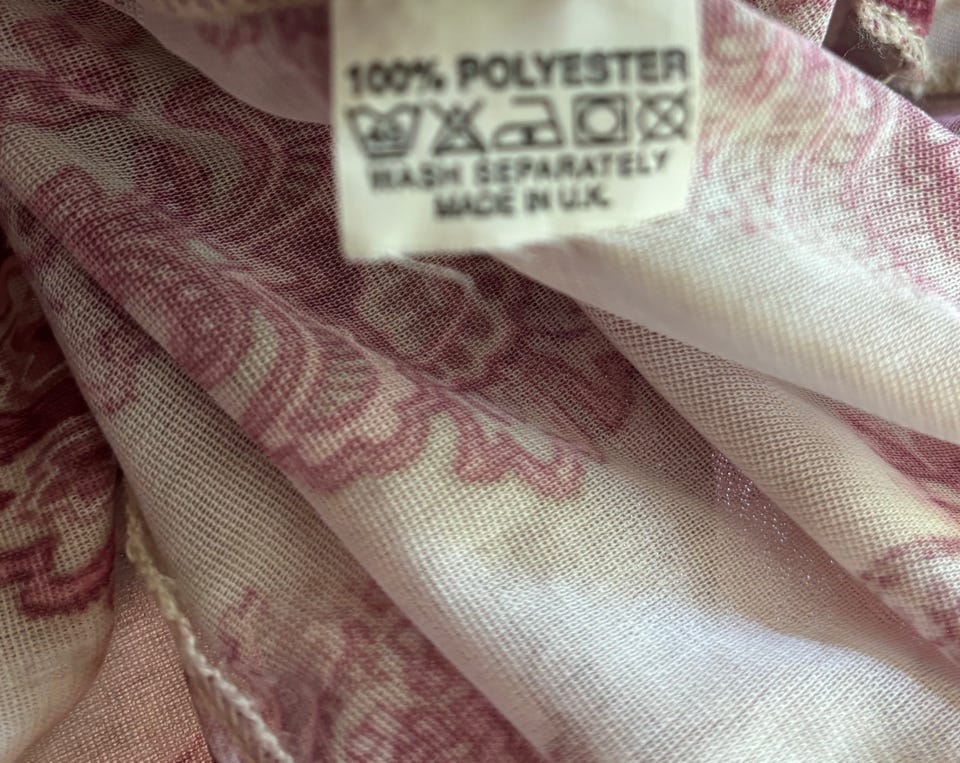 100% POLYESTER
WASH SEPARATELY
MADE IN U.K.